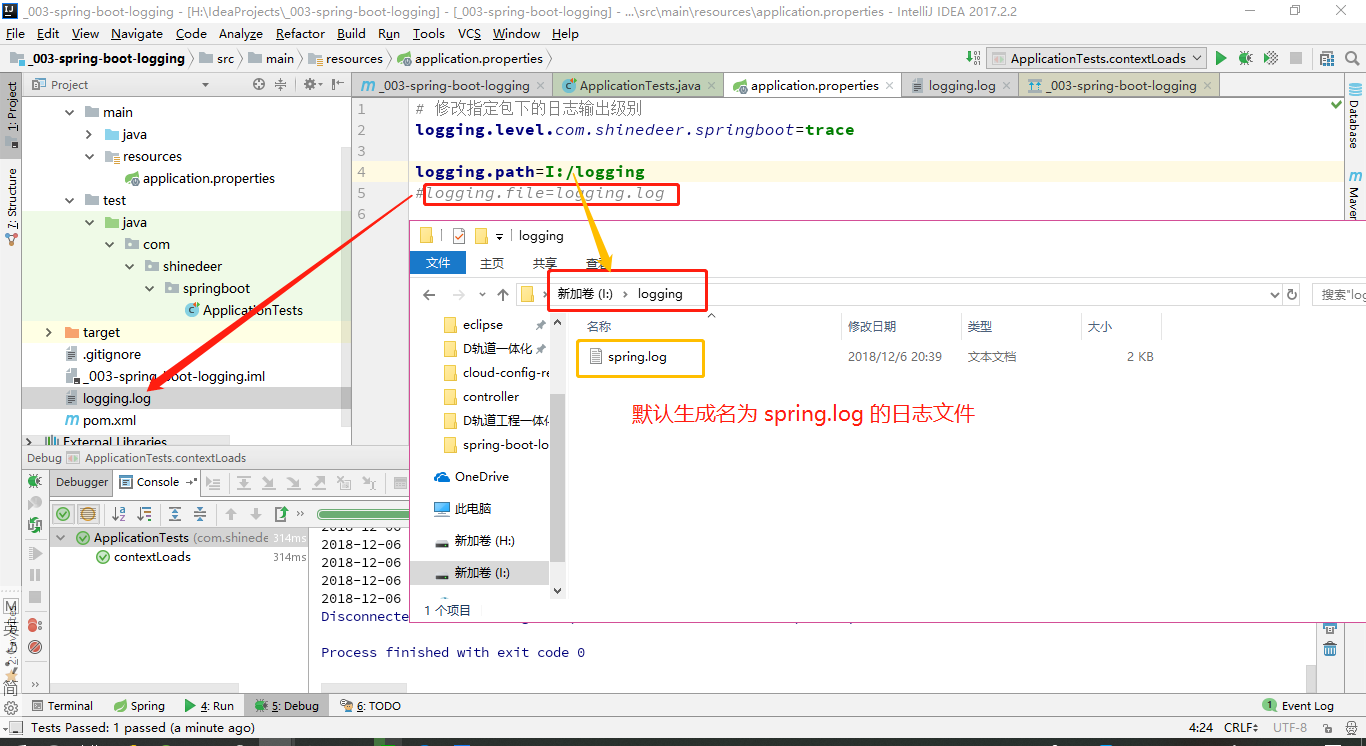 _003-spring-boot-logging - [H:\IdeaProjects\_003-spring-boot-logging] - [_003-spring-boot-logging] - ...\src\main\resources\application.properties - IntelliJ IDEA 2017.2.2
File Edit View Navigate Code Analyze Refactor Build Run Tools VCS Window Help
_003-spring-boot-logging src main resources application.properties
ApplicationTests.contextLoads
Project
_003-spring-boot-logging
ApplicationTests.java
application.properties
logging.log
_003-spring-boot-logging
1: Project
7: Structure
Database
Maven
main
java
resources
application.properties
test
java
com
shinedeer
springboot
ApplicationTests
target
.gitignore
_003-spring-boot-logging.iml
logging.log
pom.xml
External Libraries
1 # 修改指定包下的日志输出级别
2 logging.level.com.shinedeer.springboot=trace
3
4 logging.path=I:/logging
5 #logging.file=logging.log
6
logging
文件 主页 共享 查看
新加卷 (I:) logging
搜索"log
eclipse
D轨道一体化
cloud-config-re
controller
D轨道工程一体化
spring-boot-lo
OneDrive
此电脑
新加卷 (H:)
新加卷 (I:)
名称 修改日期 类型 大小
spring.log 2018/12/6 20:39 文本文档 2 KB
默认生成名为 spring.log 的日志文件
1 个项目
Debug ApplicationTests.contextLoads
Debugger Console
ApplicationTests (com.shinede 314ms
contextLoads 314ms
2018-12-06
2018-12-06
2018-12-06
2018-12-06
2018-12-06
Disconnecte
Process finished with exit code 0
Terminal Spring 4: Run 5: Debug 6: TODO 1 Event Log
Tests Passed: 1 passed (a minute ago) 4:24 CRLF UTF-8